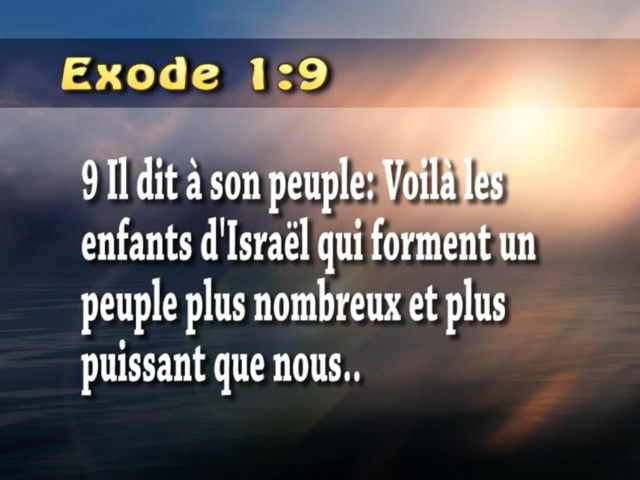 Exode 1:9
9 Il dit à son peuple: Voilà les
enfants d'Israël qui forment un
peuple plus nombreux et plus
puissant que nous..